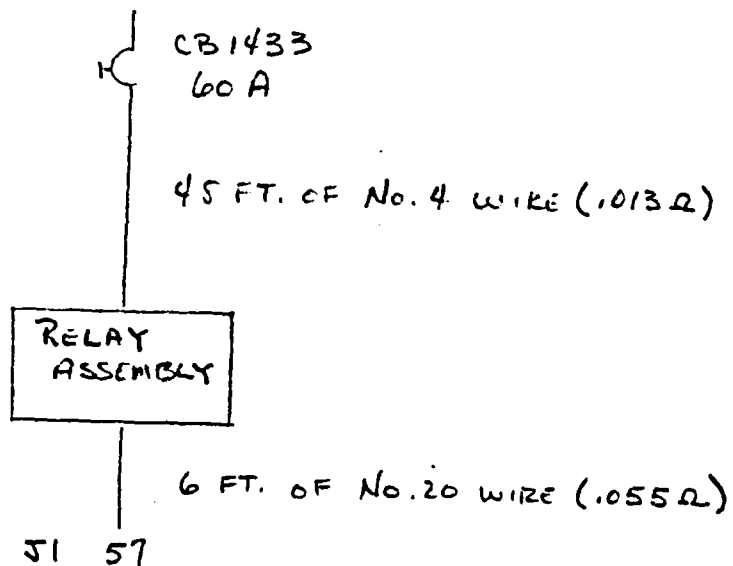 CB1433
60 A
45 FT. OF No. 4 WIRE (.013 Ω)
RELAY
ASSEMBLY
6 FT. OF No. 20 WIRE (.055 Ω)
J1 57